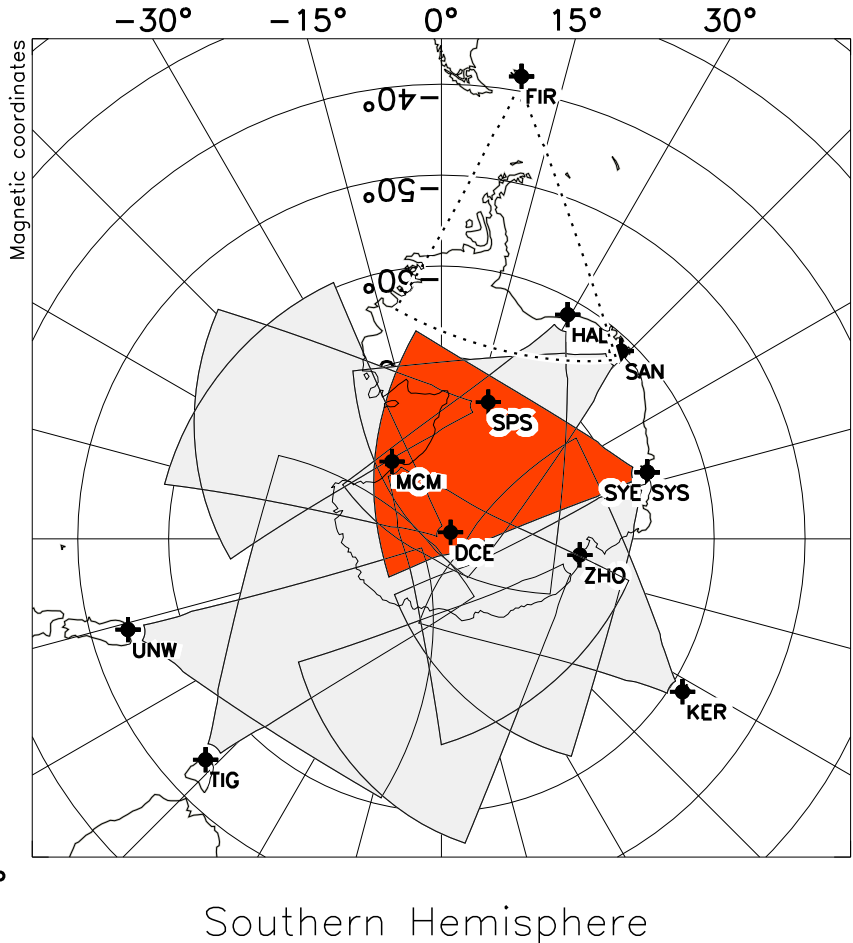 −30° −15° 0° 15° 30°
Magnetic coordinates
−40°
−50°
FIR
HAL
SAN
SPS
MCM
SYE SYS
DCE
ZHO
UNW
KER
TIG
Southern Hemisphere